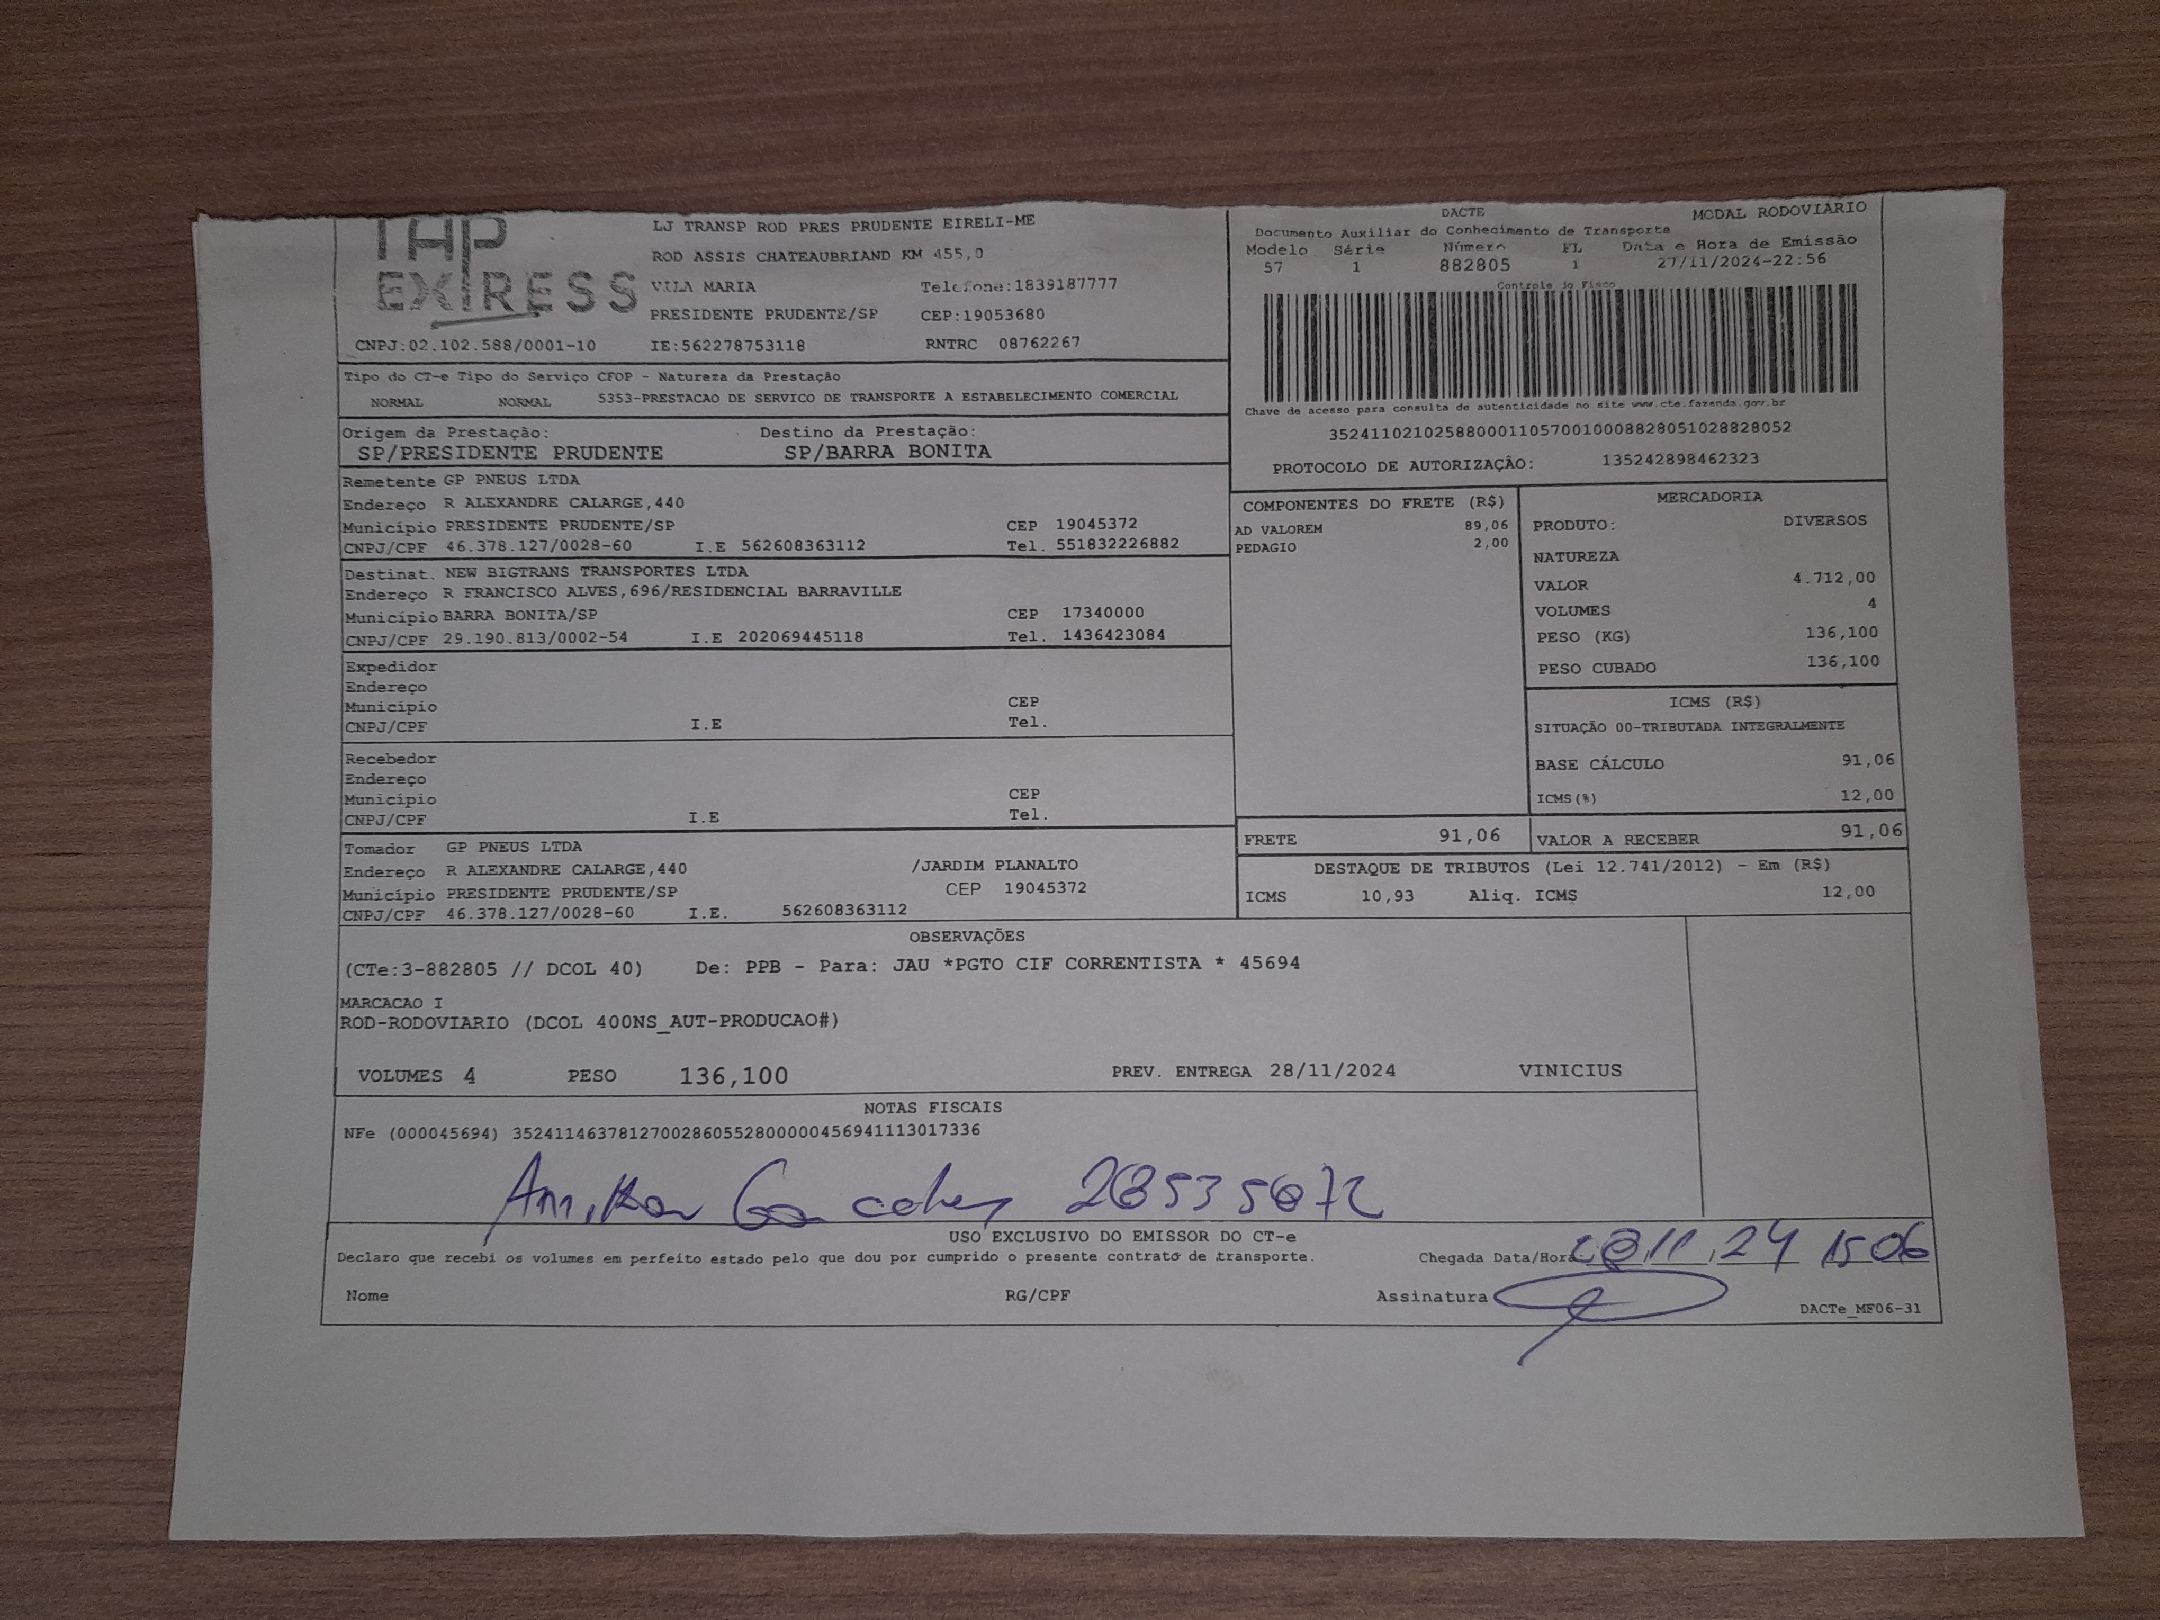 THP
EXPRESS
LJ TRANSP ROD PRES PRUDENTE EIRELI-ME
ROD ASSIS CHATEAUBRIAND KM 455,0
VILA MARIA Telefone:1839187777
PRESIDENTE PRUDENTE/SP CEP:19053680
CNPJ:02.102.588/0001-10 IE:562278753118 RNTRC 08762267
DACTE MODAL RODOVIARIO
Documento Auxiliar do Conhecimento de Transporte
Modelo Série Número FL Data e Hora de Emissão
57 1 882805 1 27/11/2024-22:56
Controle do Fisco
Chave de acesso para consulta de autenticidade no site www.cte.fazenda.gov.br
35241102102588000110570010008828051028828052
PROTOCOLO DE AUTORIZAÇÃO: 135242898462323
Tipo do CT-e Tipo do Serviço CFOP - Natureza da Prestação
NORMAL NORMAL 5353-PRESTACAO DE SERVICO DE TRANSPORTE A ESTABELECIMENTO COMERCIAL
Origem da Prestação: Destino da Prestação:
SP/PRESIDENTE PRUDENTE SP/BARRA BONITA
Remetente GP PNEUS LTDA
Endereço R ALEXANDRE CALARGE,440
Município PRESIDENTE PRUDENTE/SP CEP 19045372
CNPJ/CPF 46.378.127/0028-60 I.E 562608363112 Tel. 551832226882
Destinat. NEW BIGTRANS TRANSPORTES LTDA
Endereço R FRANCISCO ALVES,696/RESIDENCIAL BARRAVILLE
Município BARRA BONITA/SP CEP 17340000
CNPJ/CPF 29.190.813/0002-54 I.E 202069445118 Tel. 1436423084
Expedidor
Endereço
Município CEP
CNPJ/CPF I.E Tel.
Recebedor
Endereço
Município CEP
CNPJ/CPF I.E Tel.
Tomador GP PNEUS LTDA
Endereço R ALEXANDRE CALARGE,440 /JARDIM PLANALTO
Município PRESIDENTE PRUDENTE/SP CEP 19045372
CNPJ/CPF 46.378.127/0028-60 I.E. 562608363112
COMPONENTES DO FRETE (R$)
AD VALOREM 89,06
PEDAGIO 2,00
MERCADORIA
PRODUTO: DIVERSOS
NATUREZA
VALOR 4.712,00
VOLUMES 4
PESO (KG) 136,100
PESO CUBADO 136,100
ICMS (R$)
SITUAÇÃO 00-TRIBUTADA INTEGRALMENTE
BASE CÁLCULO 91,06
ICMS(%) 12,00
FRETE 91,06 VALOR A RECEBER 91,06
DESTAQUE DE TRIBUTOS (Lei 12.741/2012) - Em (R$)
ICMS 10,93 Aliq. ICMS 12,00
OBSERVAÇÕES
(CTe:3-882805 // DCOL 40) De: PPB - Para: JAU *PGTO CIF CORRENTISTA * 45694
MARCACAO I
ROD-RODOVIARIO (DCOL 400NS_AUT-PRODUCAO#)
VOLUMES 4 PESO 136,100 PREV. ENTREGA 28/11/2024 VINICIUS
NOTAS FISCAIS
NFe (000045694) 35241146378127002860552800000456941113017336
USO EXCLUSIVO DO EMISSOR DO CT-e
Declaro que recebi os volumes em perfeito estado pelo que dou por cumprido o presente contrato de transporte. Chegada Data/Hora: 28,11,24 15 06
Nome RG/CPF Assinatura
DACTe_MF06-31